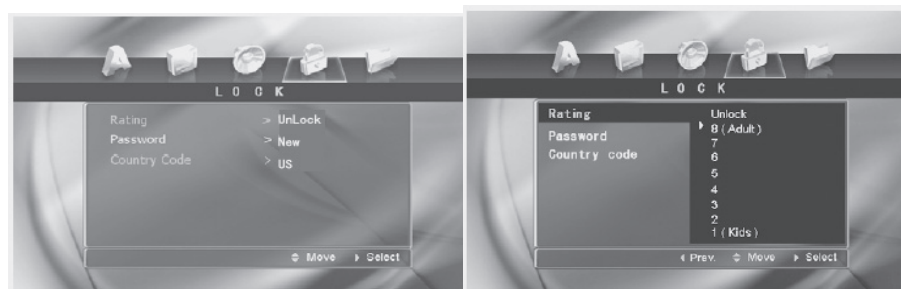 L O C K
Rating > UnLock
Password > New
Country Code > US
Move Select
L O C K
Rating
Password
Country code
Unlock
8 (Adult)
7
6
5
4
3
2
1 (Kids)
Prev. Move Select